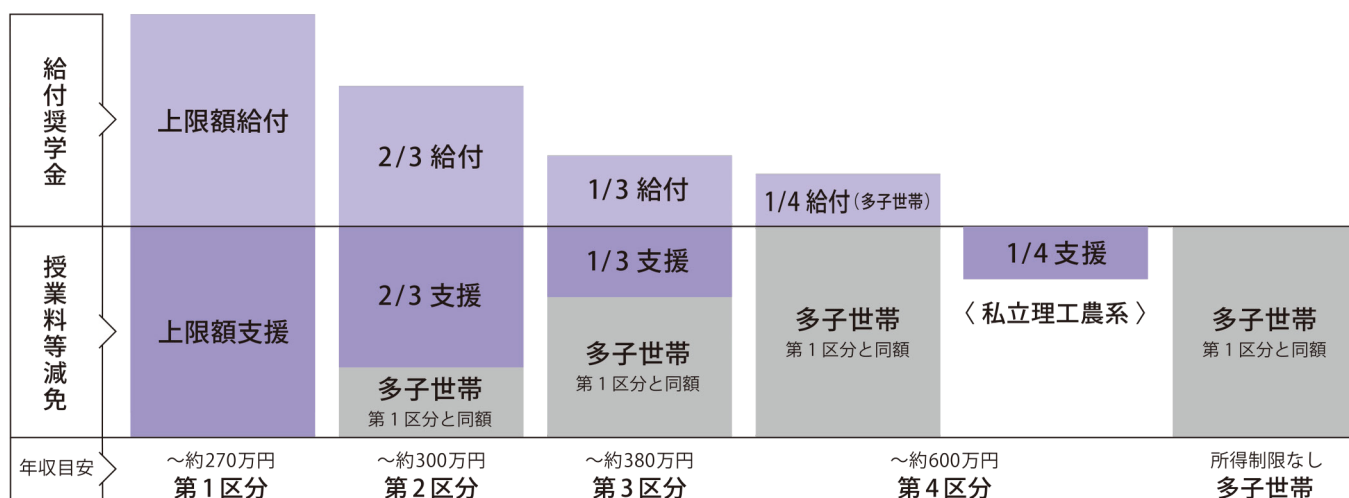 給付奨学金
上限額給付
2/3 給付
1/3 給付
1/4 給付(多子世帯)
授業料等減免
上限額支援
2/3 支援
多子世帯
第1区分と同額
1/3 支援
多子世帯
第1区分と同額
多子世帯
第1区分と同額
1/4 支援
〈 私立理工農系 〉
多子世帯
第1区分と同額
年収目安
～約270万円
第1区分
～約300万円
第2区分
～約380万円
第3区分
～約600万円
第4区分
所得制限なし
多子世帯